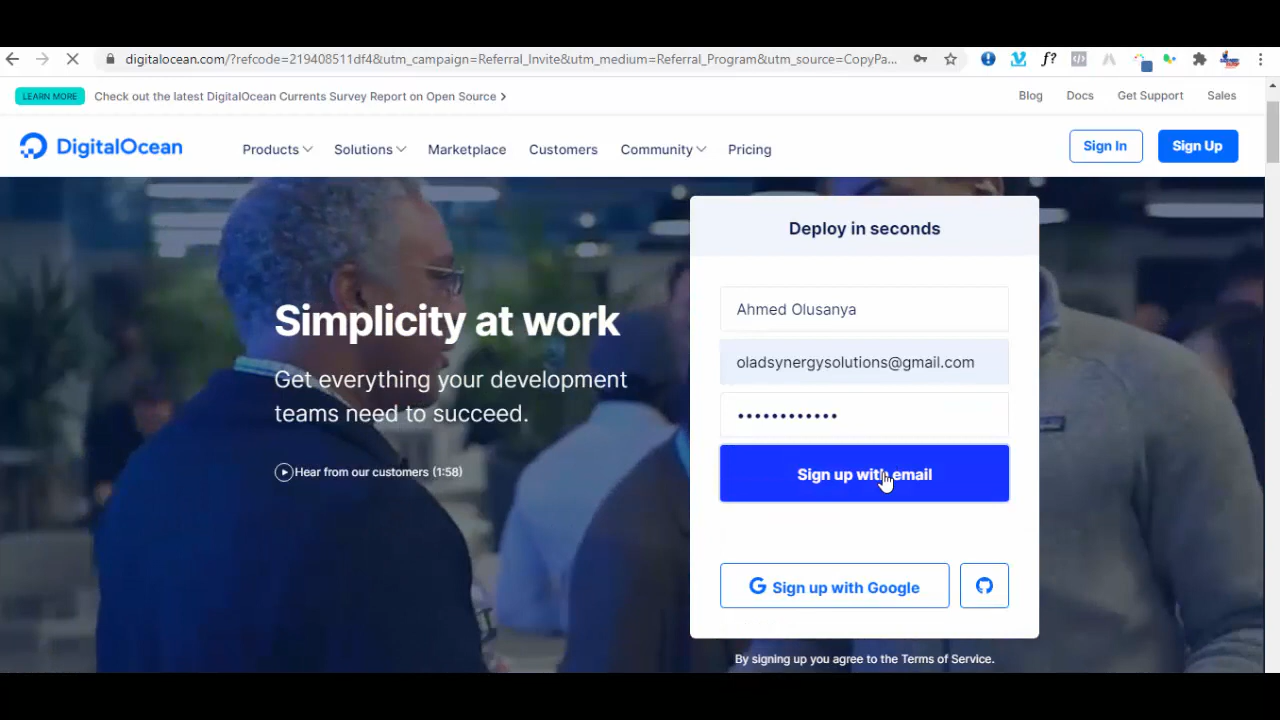 digitalocean.com/?refcode=219408511df4&utm_campaign=Referral_Invite&utm_medium=Referral_Program&utm_source=CopyPa...
f?
LEARN MORE Check out the latest DigitalOcean Currents Survey Report on Open Source >
Blog Docs Get Support Sales
DigitalOcean Products Solutions Marketplace Customers Community Pricing Sign In Sign Up
Deploy in seconds
Ahmed Olusanya
Simplicity at work
oladsynergysolutions@gmail.com
Get everything your development
teams need to succeed.
••••••••••••
Hear from our customers (1:58)
Sign up with email
G Sign up with Google
By signing up you agree to the Terms of Service.